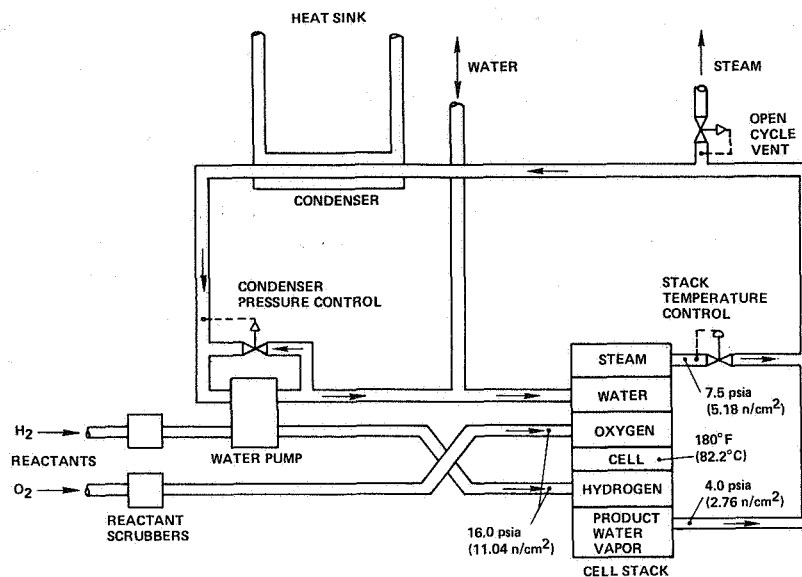 HEAT SINK
WATER
STEAM
OPEN
CYCLE
VENT
CONDENSER
CONDENSER
PRESSURE CONTROL
STACK
TEMPERATURE
CONTROL
STEAM
7.5 psia
(5.18 n/cm²)
WATER
H₂
REACTANTS
O₂
WATER PUMP
OXYGEN
180°F
(82.2°C)
CELL
HYDROGEN
4.0 psia
(2.76 n/cm²)
REACTANT
SCRUBBERS
16.0 psia
(11.04 n/cm²)
PRODUCT
WATER
VAPOR
CELL STACK